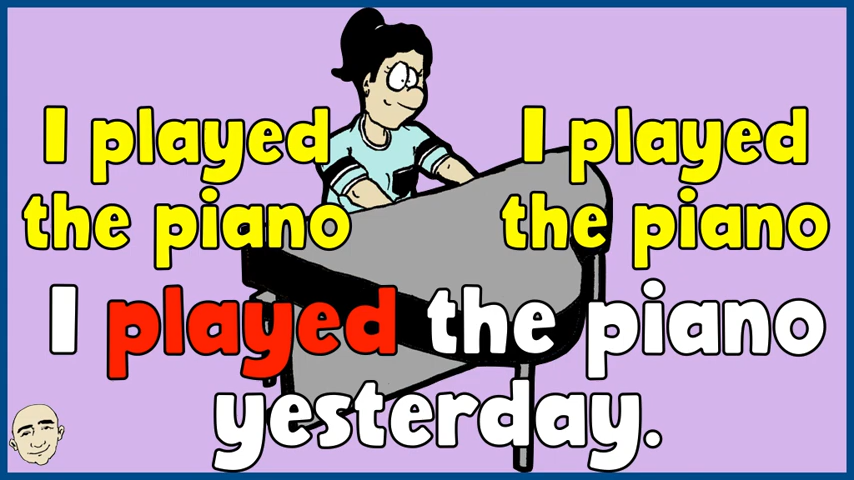 I played
the piano
I played
the piano
I played the piano
yesterday.